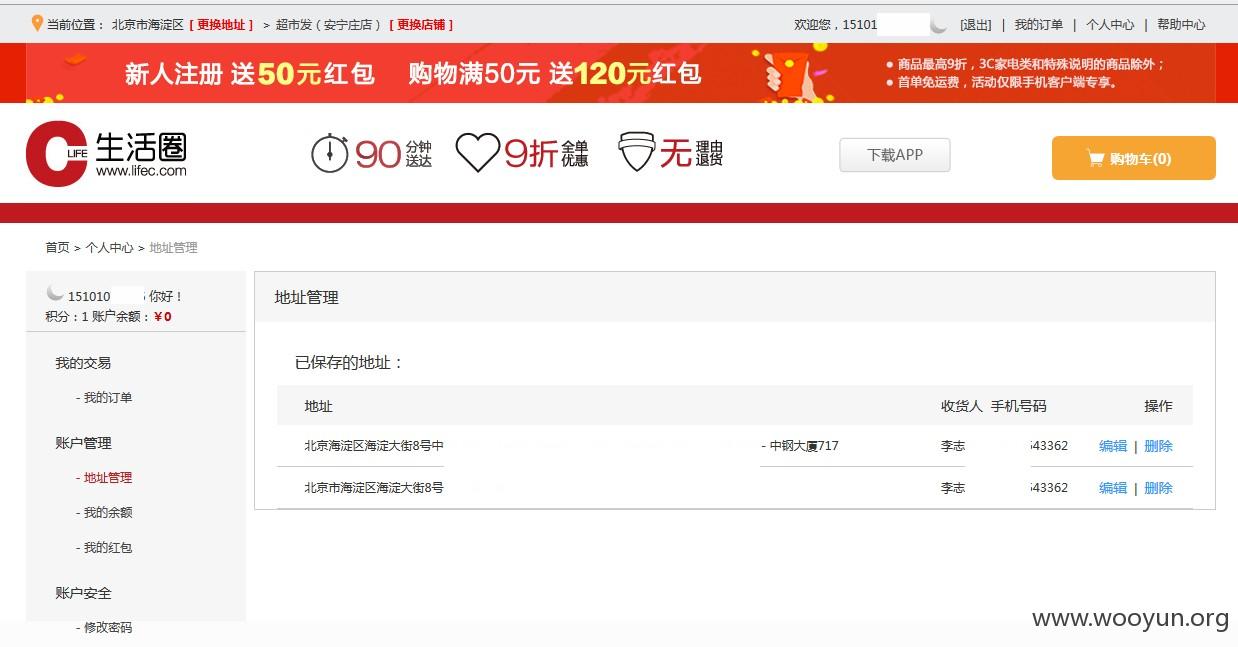 当前位置： 北京市海淀区 [ 更换地址 ] > 超市发（安宁庄店） [ 更换店铺 ] 欢迎您，15101 [退出] | 我的订单 | 个人中心 | 帮助中心
新人注册 送50元红包 购物满50元 送120元红包
● 商品最高9折，3C家电类和特殊说明的商品除外；
● 首单免运费，活动仅限手机客户端专享。
C LIFE 生活圈 www.lifec.com
90 分钟送达 9折 全单优惠 无 理由退货 下载APP 购物车(0)
首页 > 个人中心 > 地址管理
151010 你好！
积分：1 账户余额：￥0
我的交易
- 我的订单
账户管理
- 地址管理
- 我的余额
- 我的红包
账户安全
- 修改密码
地址管理
已保存的地址：
地址 收货人 手机号码 操作
北京海淀区海淀大街8号中 - 中钢大厦717 李志 543362 编辑 | 删除
北京市海淀区海淀大街8号 李志 543362 编辑 | 删除
www.wooyun.org